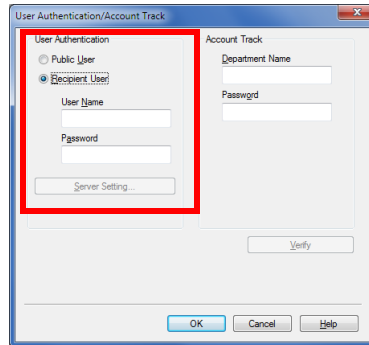 User Authentication/Account Track
User Authentication
Public User
Recipient User
User Name
Password
Server Setting...
Account Track
Department Name
Password
Verify
OK
Cancel
Help